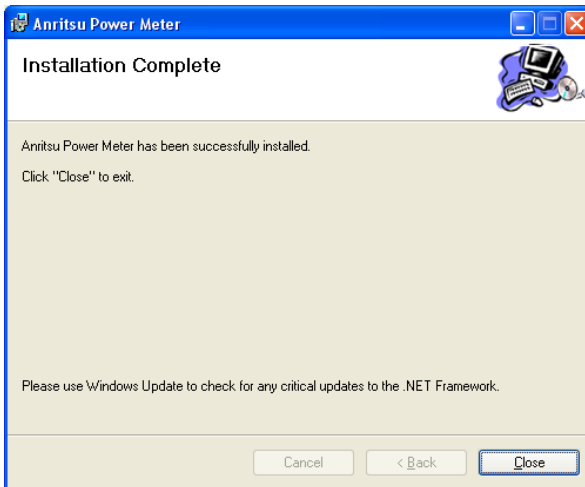 Anritsu Power Meter
Installation Complete
Anritsu Power Meter has been successfully installed.
Click "Close" to exit.
Please use Windows Update to check for any critical updates to the .NET Framework.
Cancel
< Back
Close